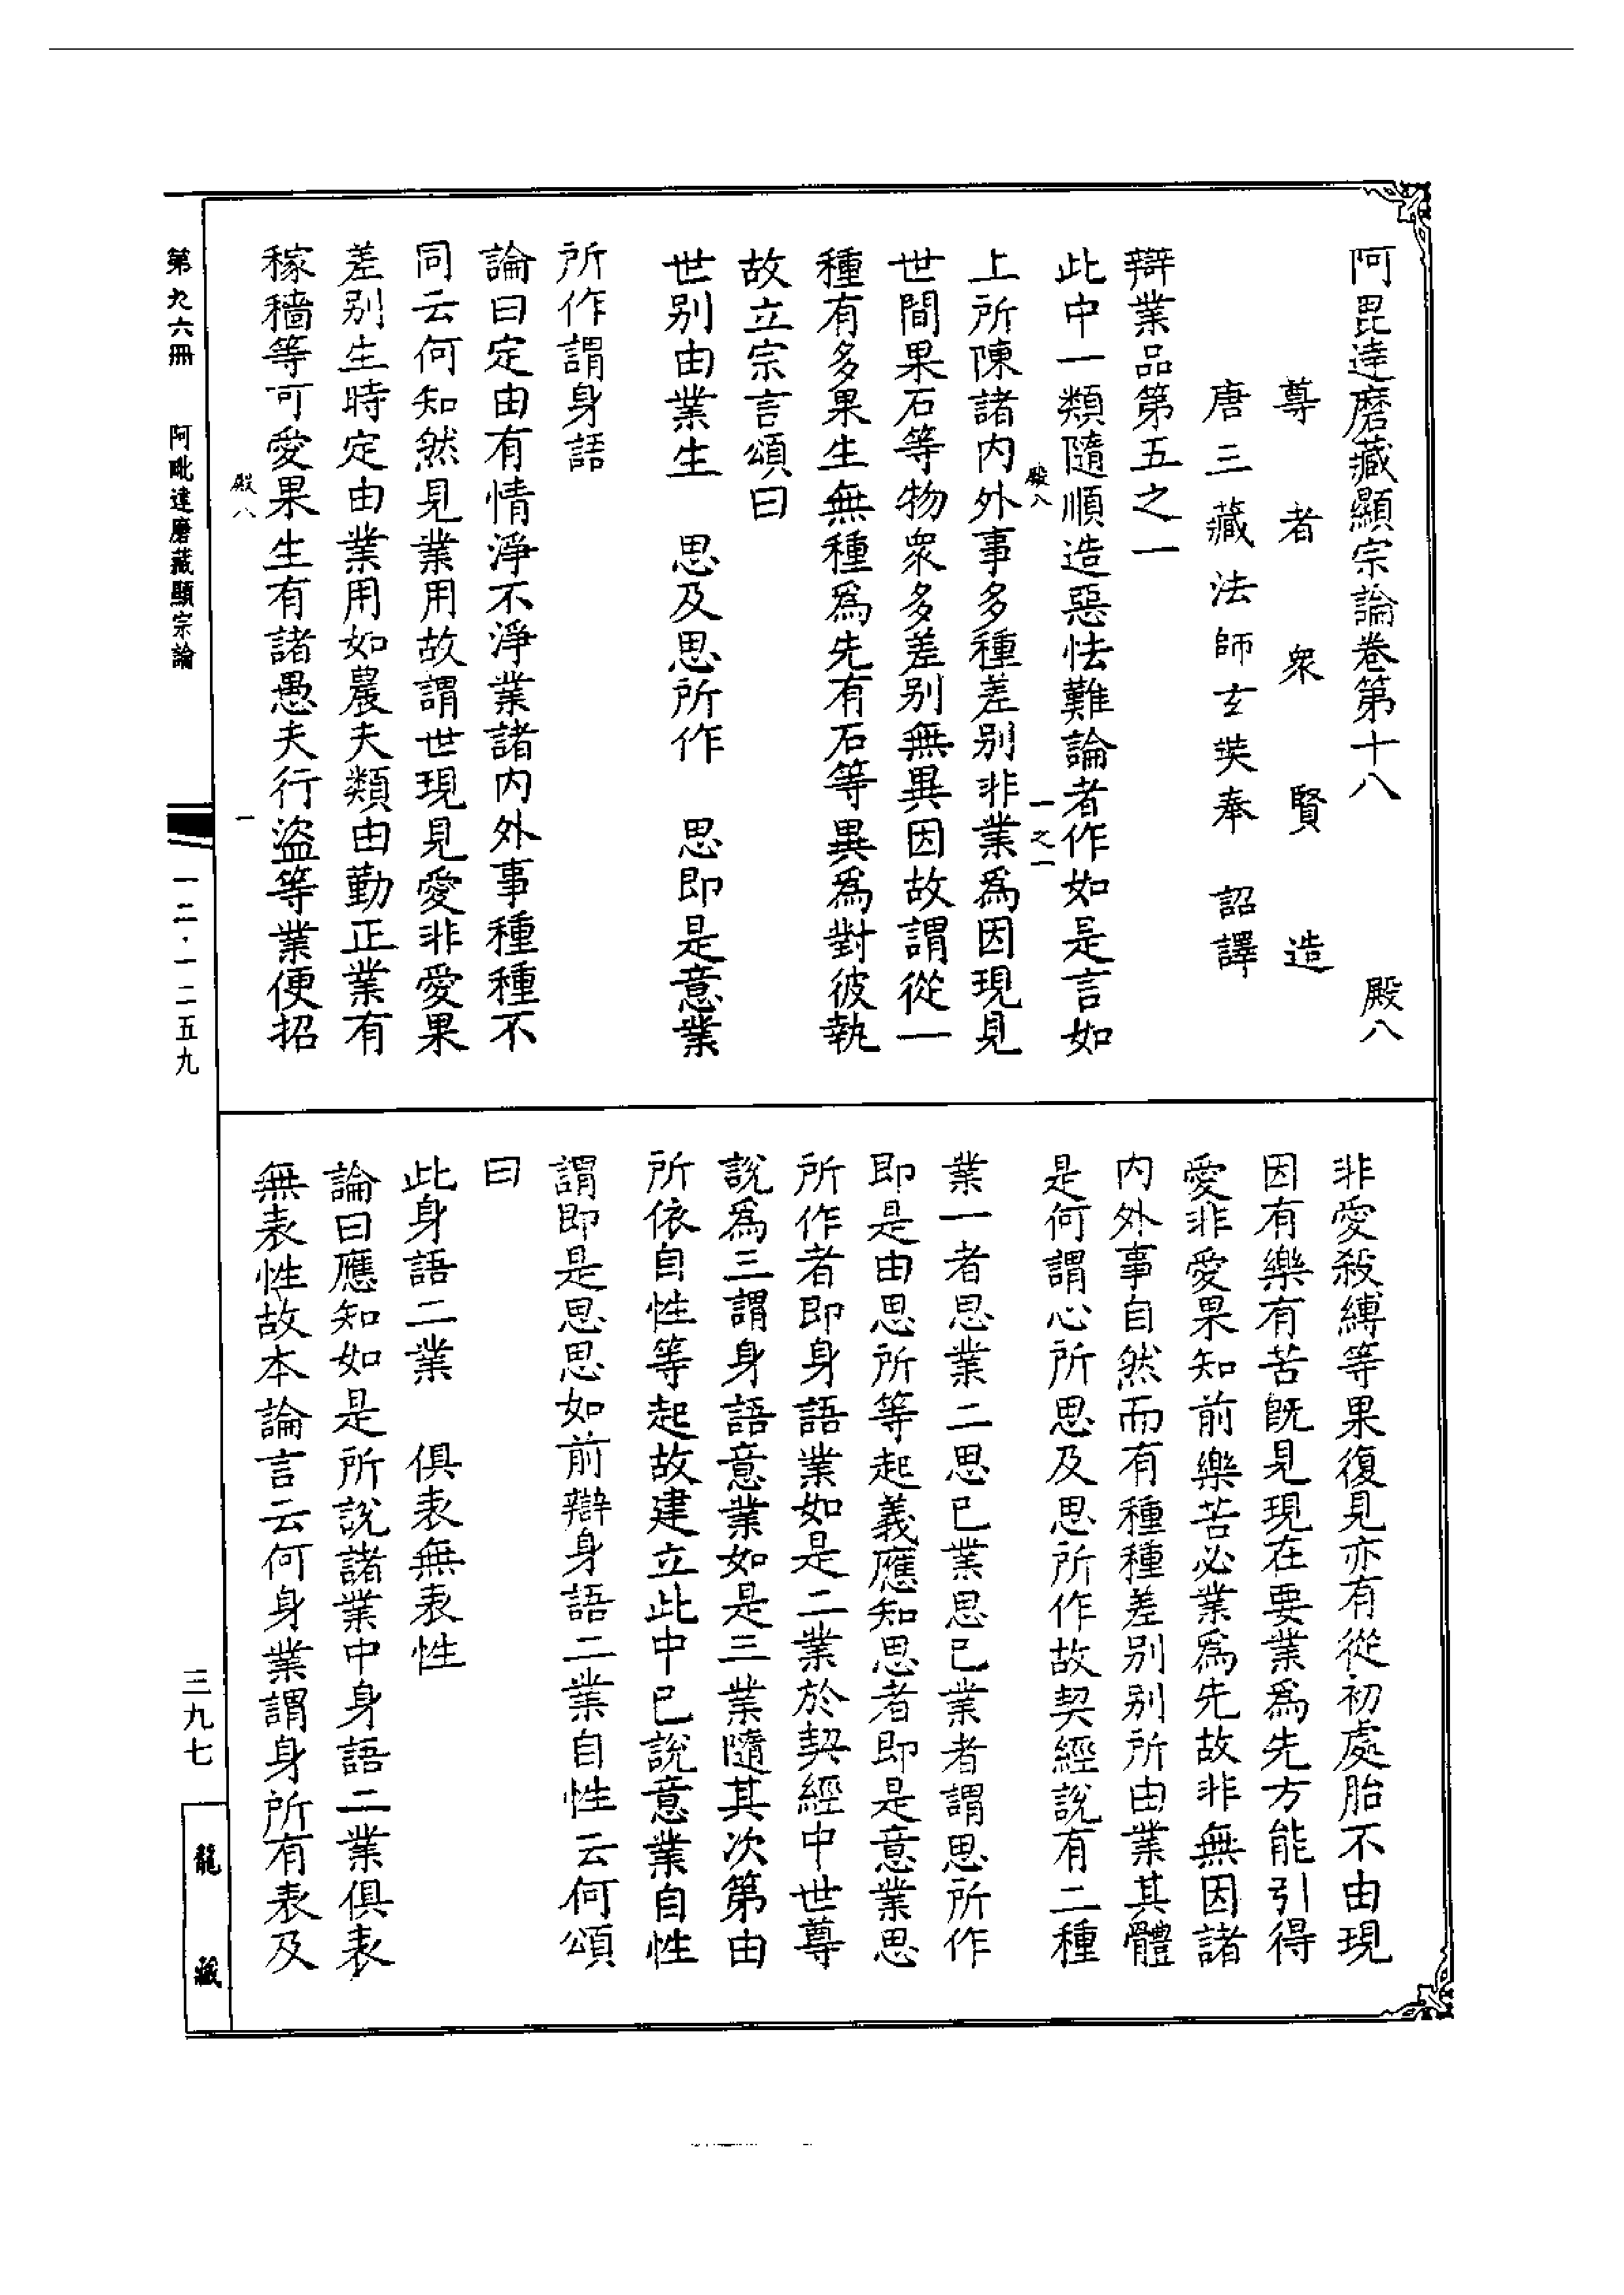 阿毘達磨藏顯宗論卷第十八　殿八
尊者衆賢造
唐三藏法師玄奘奉　詔譯
辯業品第五之一
此中一類隨順造惡怯難論者作如是言如
殿八　一之一
上所陳諸内外事多種差别非業爲因現見
世間果石等物衆多差别無異因故謂從一
種有多果生無種爲先有石等異爲對彼執
故立宗言頌曰
世别由業生　思及思所作　思即是意業
所作謂身語
論曰定由有情淨不淨業諸内外事種種不
同云何知然見業用故謂世現見愛非愛果
差别生時定由業用如農夫類由勤正業有
稼穡等可愛果生有諸愚夫行盜等業便招
殿八　一
非愛殺縛等果復見亦有從初處胎不由現
因有樂有苦旣見現在要業爲先方能引得
愛非愛果知前樂苦必業爲先故非無因諸
内外事自然而有種種差别别所由業其體
是何謂心所思及思所作故契經說有二種
業一者思業二思已業思已業者謂思所作
即是由思所等起義應知思者即是意業思
所作者即身語業如是二業於契經中世尊
說爲三謂身語意業如是三業隨其次第由
所依自性等起故建立此中已說意業自性
謂即是思思如前辯身語二業自性云何頌
曰
此身語二業　俱表無表性
論曰應知如是所說諸業中身語二業俱表
無表性故本論言云何身業謂身所有表及
第九六冊　阿毗達磨藏顯宗論　一二·一二五九
三九七
龍藏